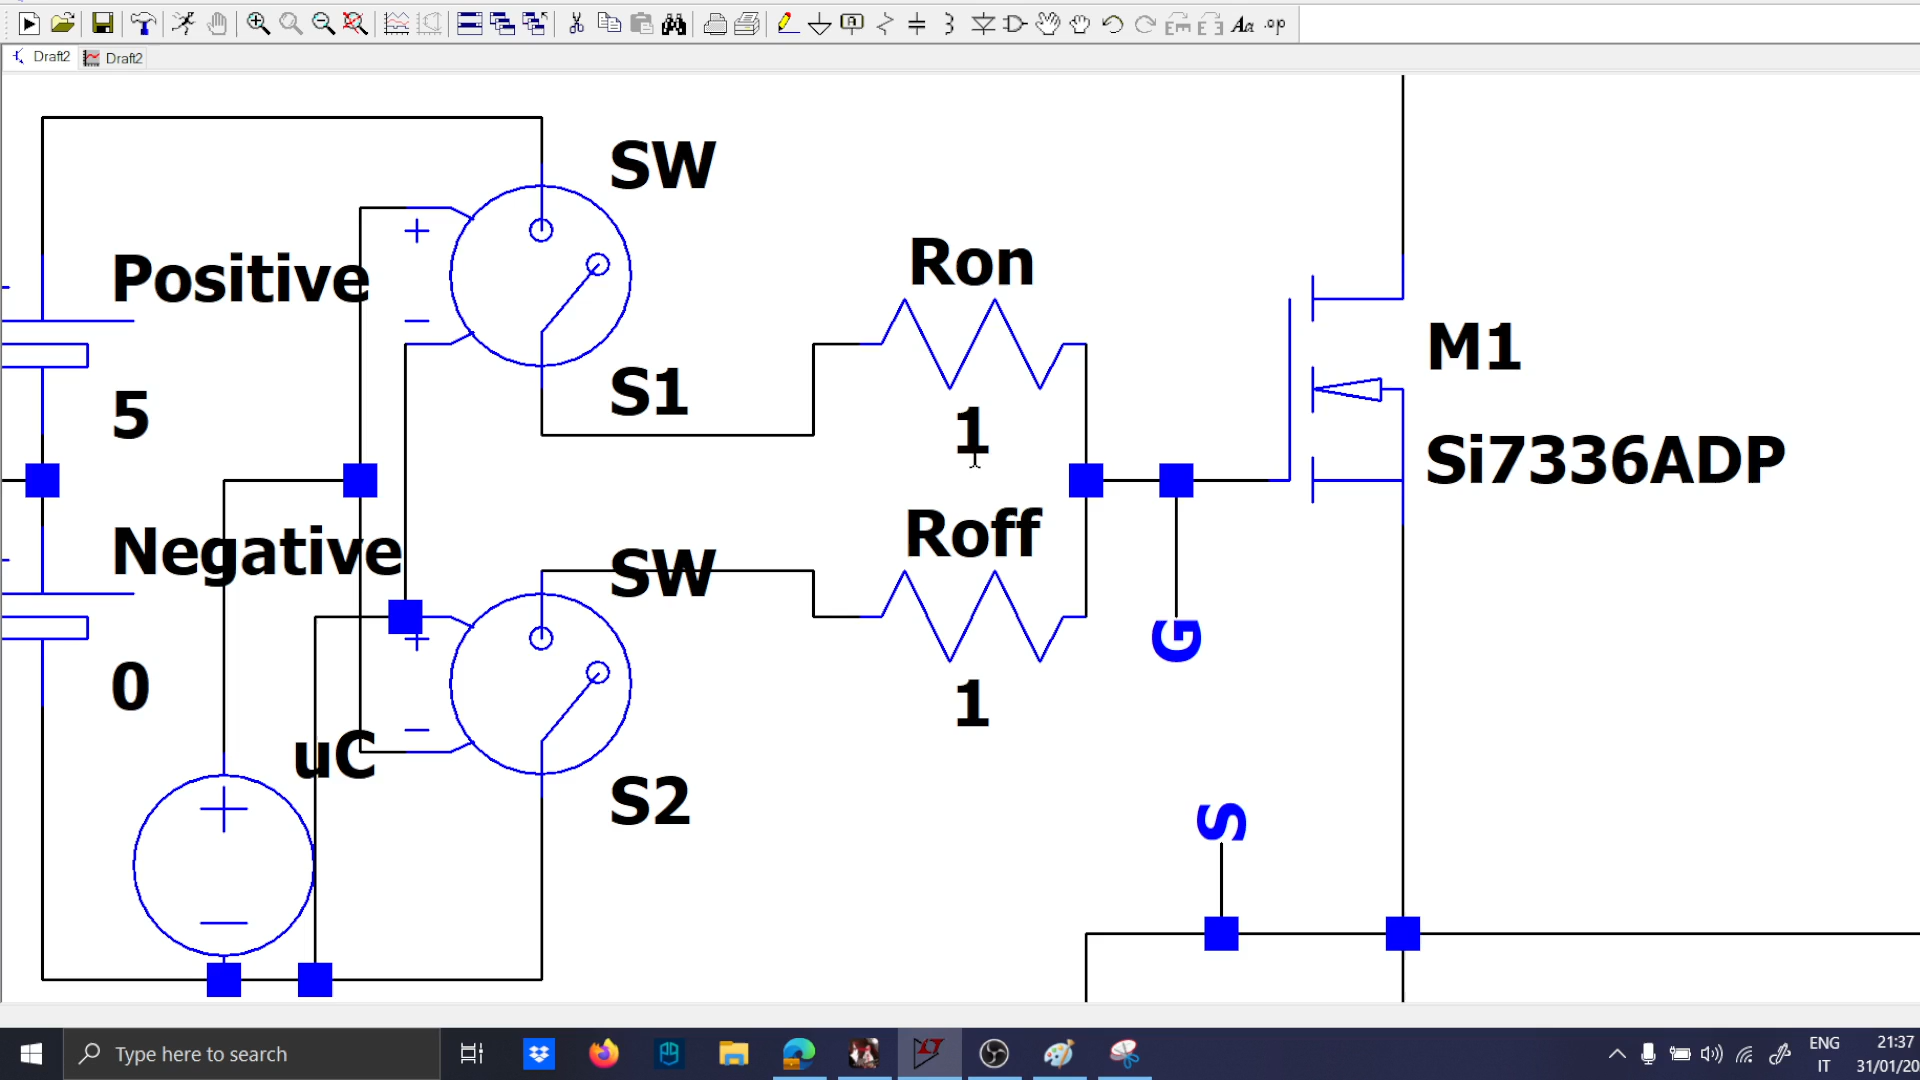 Draft2
Draft2
SW
Ron
Positive
M1
S1
5
1
Si7336ADP
Roff
Negative
SW
G
0
1
uC
S2
S
Type here to search
ENG
IT
21:37
31/01/20